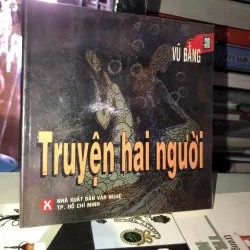 VŨ BẰNG
Truyện hai người
NHÀ XUẤT BẢN VĂN NGHỆ
TP. HỒ CHÍ MINH